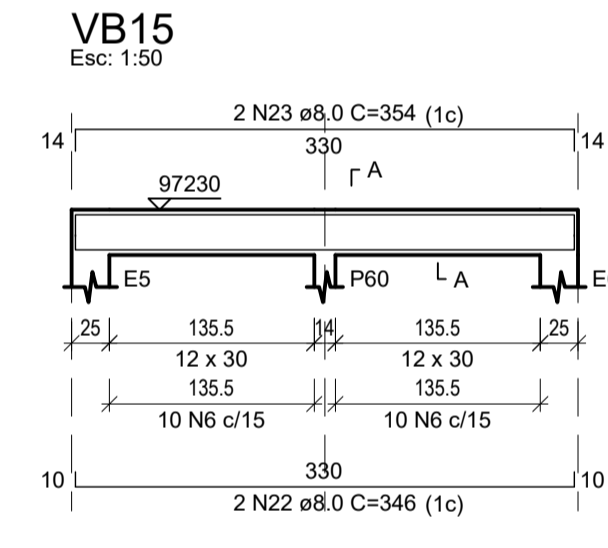 VB15
Esc: 1:50
2 N23 ø8.0 C=354 (1c)
14 330 14
A
97230
E5 P60 A
25 135.5 14 135.5 25
12 x 30 12 x 30
135.5 135.5
10 N6 c/15 10 N6 c/15
10 330 10
2 N22 ø8.0 C=346 (1c)